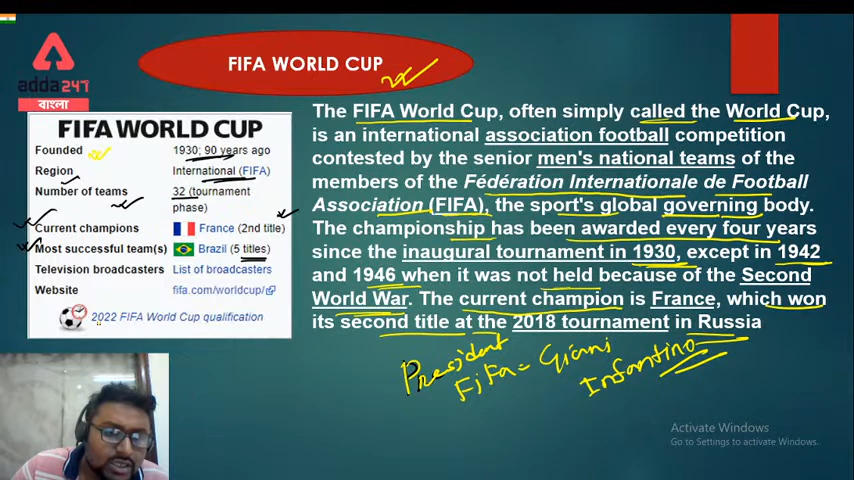 adda247
বাংলা
FIFA WORLD CUP
FIFA WORLD CUP
Founded 1930; 90 years ago
Region International (FIFA)
Number of teams 32 (tournament
phase)
Current champions France (2nd title)
Most successful team(s) Brazil (5 titles)
Television broadcasters List of broadcasters
Website fifa.com/worldcup/
2022 FIFA World Cup qualification
The FIFA World Cup, often simply called the World Cup,
is an international association football competition
contested by the senior men's national teams of the
members of the Fédération Internationale de Football
Association (FIFA), the sport's global governing body.
The championship has been awarded every four years
since the inaugural tournament in 1930, except in 1942
and 1946 when it was not held because of the Second
World War. The current champion is France, which won
its second title at the 2018 tournament in Russia
President
FiFa = Giani
Infantino
Activate Windows
Go to Settings to activate Windows.